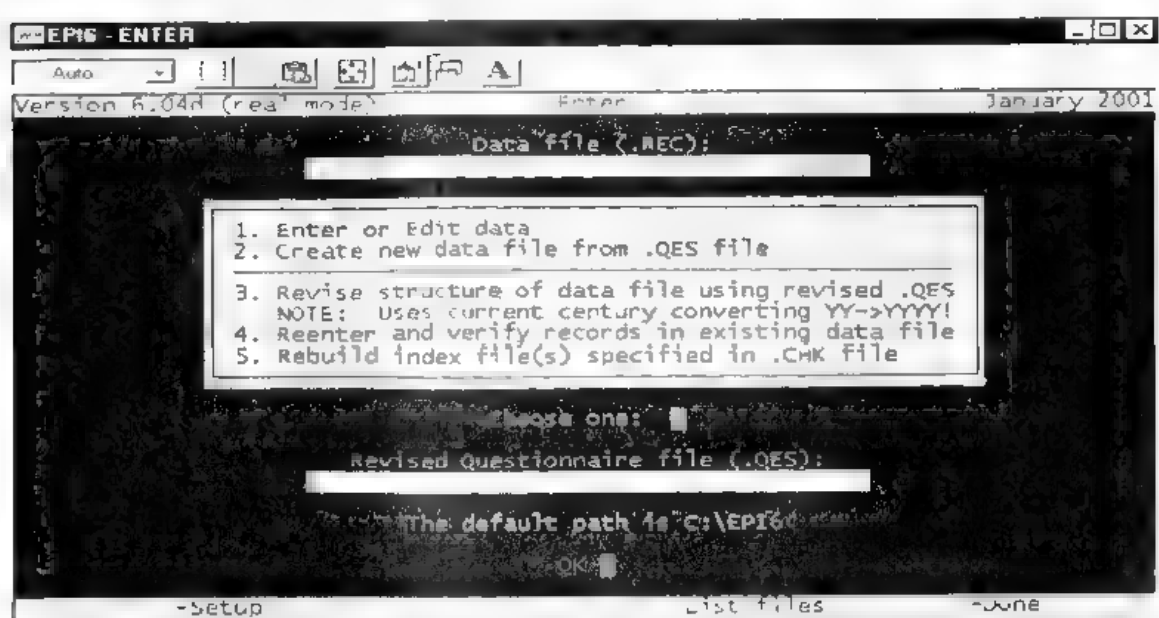 EPI6 - ENTER
Auto A
Version 6.04d (real mode) Enter January 2001
Data file (.REC):
1. Enter or Edit data
2. Create new data file from .QES file
3. Revise structure of data file using revised .QES
NOTE: Uses current century converting YY->YYYY!
4. Reenter and verify records in existing data file
5. Rebuild index file(s) specified in .CHK file
Choose one:
Revised Questionnaire file (.QES):
The default path is C:\EPI6
OK
-Setup List files -Done